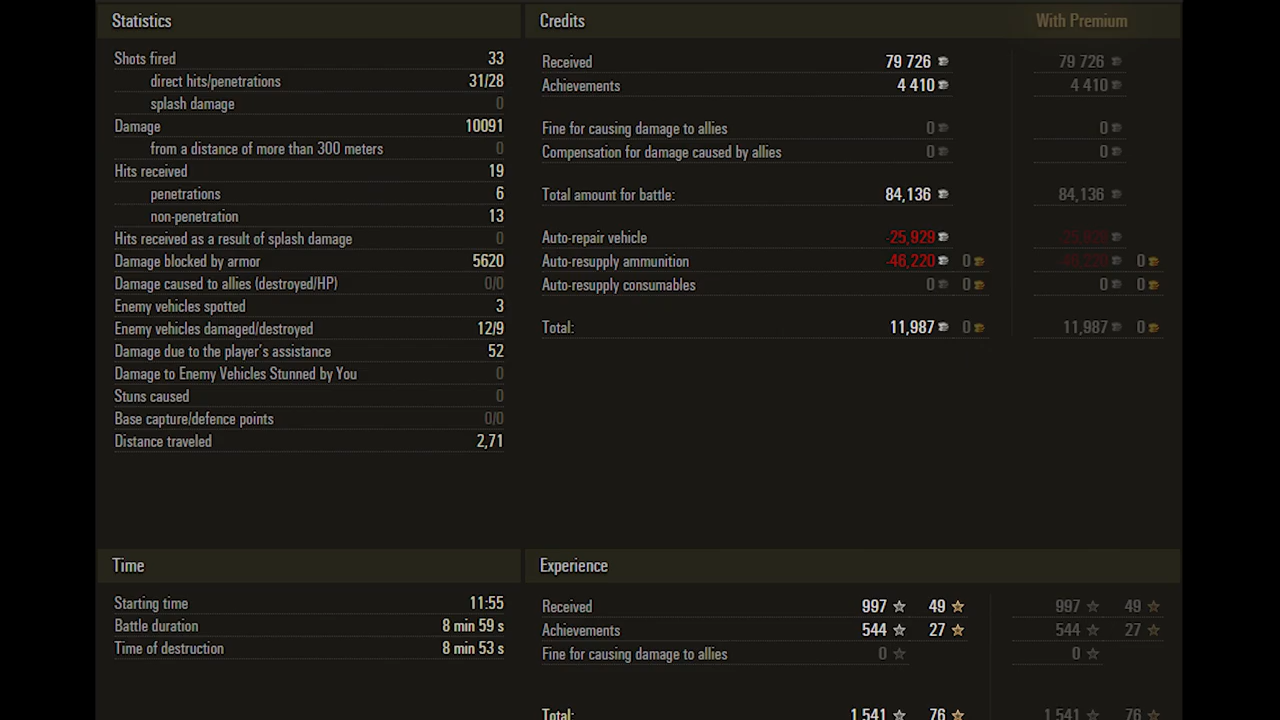 Statistics
Shots fired 33
direct hits/penetrations 31/28
splash damage 0
Damage 10091
from a distance of more than 300 meters 0
Hits received 19
penetrations 6
non-penetration 13
Hits received as a result of splash damage 0
Damage blocked by armor 5620
Damage caused to allies (destroyed/HP) 0/0
Enemy vehicles spotted 3
Enemy vehicles damaged/destroyed 12/9
Damage due to the player's assistance 52
Damage to Enemy Vehicles Stunned by You 0
Stuns caused 0
Base capture/defence points 0/0
Distance traveled 2,71
Credits With Premium
Received 79 726 79 726
Achievements 4 410 4 410
Fine for causing damage to allies 0 0
Compensation for damage caused by allies 0 0
Total amount for battle: 84,136 84,136
Auto-repair vehicle -25,929 -25,929
Auto-resupply ammunition -46,220 0 -46,220 0
Auto-resupply consumables 0 0 0 0
Total: 11,987 0 11,987 0
Time
Starting time 11:55
Battle duration 8 min 59 s
Time of destruction 8 min 53 s
Experience
Received 997 49 997 49
Achievements 544 27 544 27
Fine for causing damage to allies 0 0
Total: 1 541 76 1 541 76